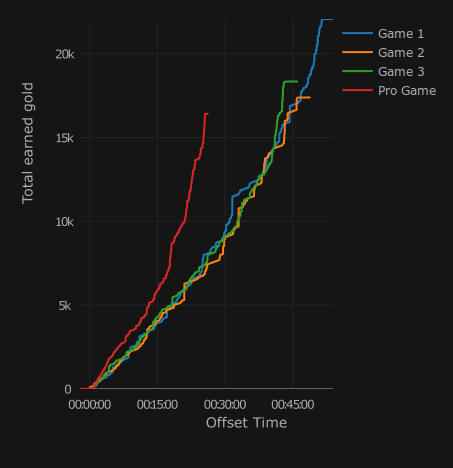 Game 1
Game 2
Game 3
Pro Game
Total earned gold
20k
15k
10k
5k
0
00:00:00 00:15:00 00:30:00 00:45:00
Offset Time